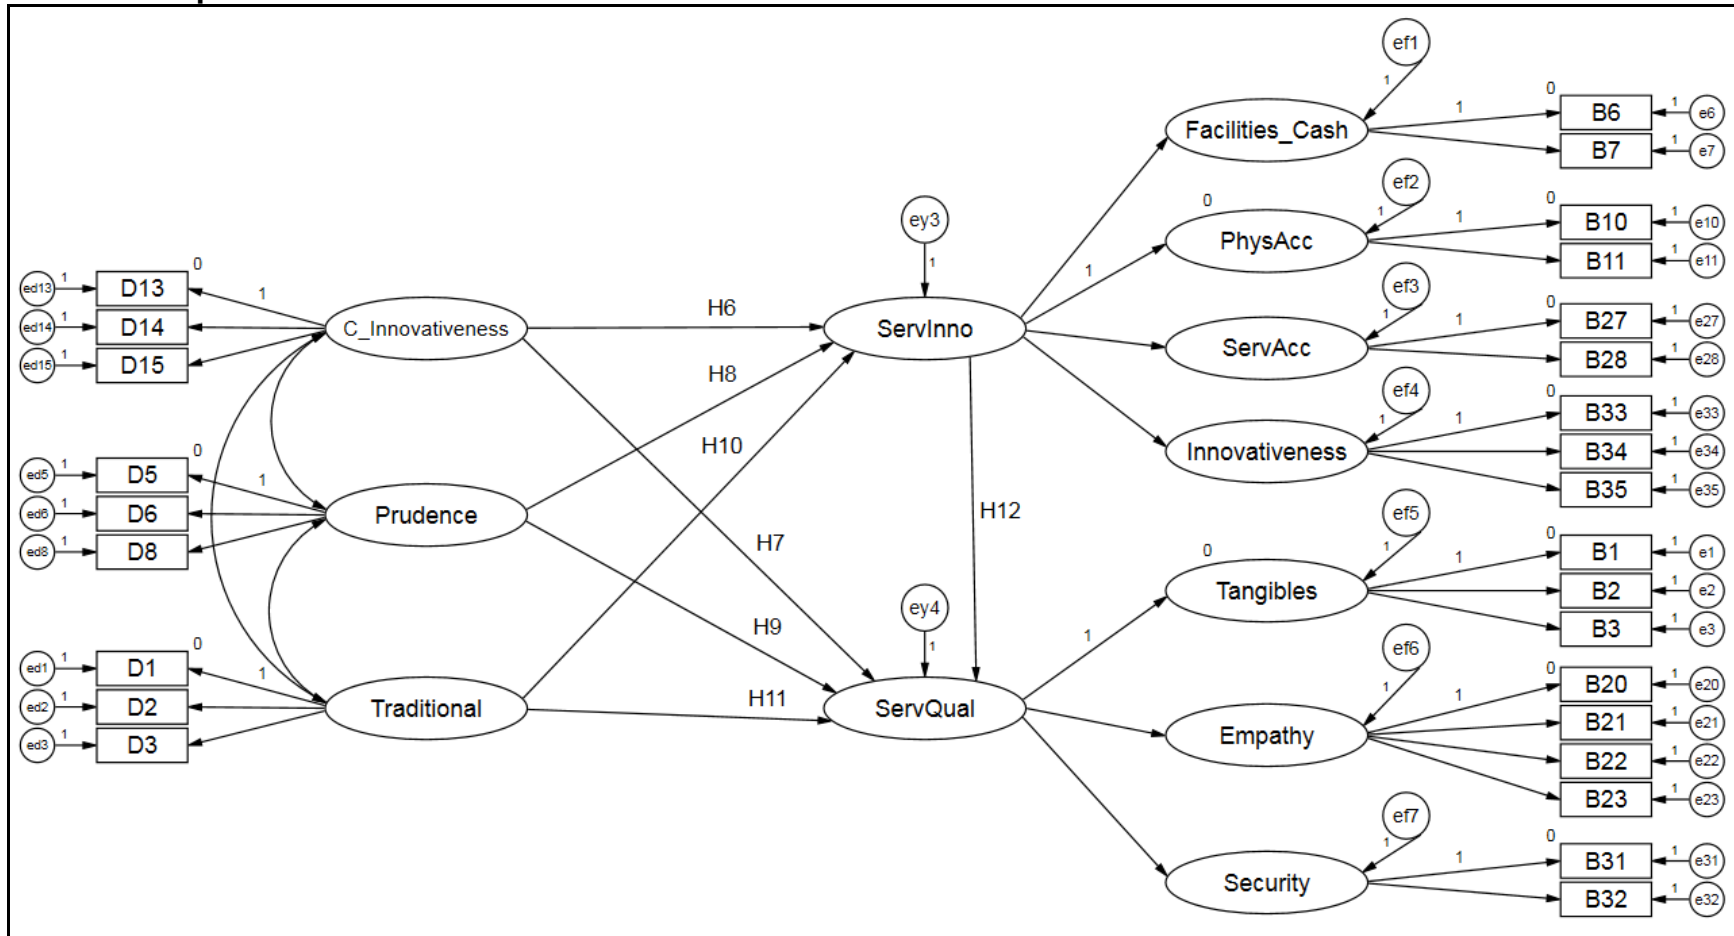 ef1
1
0
1
B6
1
e6
Facilities_Cash
B7
1
e7
ef2
0
1
1
0
B10
1
e10
PhysAcc
B11
1
e11
ey3
1
1
ef3
1
1
0
B27
1
e27
ServAcc
B28
1
e28
ed13
1
D13
0
1
ed14
1
D14
C_Innovativeness
H6
ServInno
ed15
1
D15
H8
ef4
1
1
0
B33
1
e33
Innovativeness
B34
1
e34
B35
1
e35
H10
ed5
1
D5
0
1
ed6
1
D6
Prudence
ed8
1
D8
H12
H7
ef5
0
1
1
0
B1
1
e1
Tangibles
B2
1
e2
B3
1
e3
ey4
1
H9
1
ed1
1
D1
0
1
ed2
1
D2
Traditional
H11
ServQual
ed3
1
D3
ef6
1
1
0
B20
1
e20
Empathy
B21
1
e21
B22
1
e22
B23
1
e23
ef7
1
1
0
B31
1
e31
Security
B32
1
e32